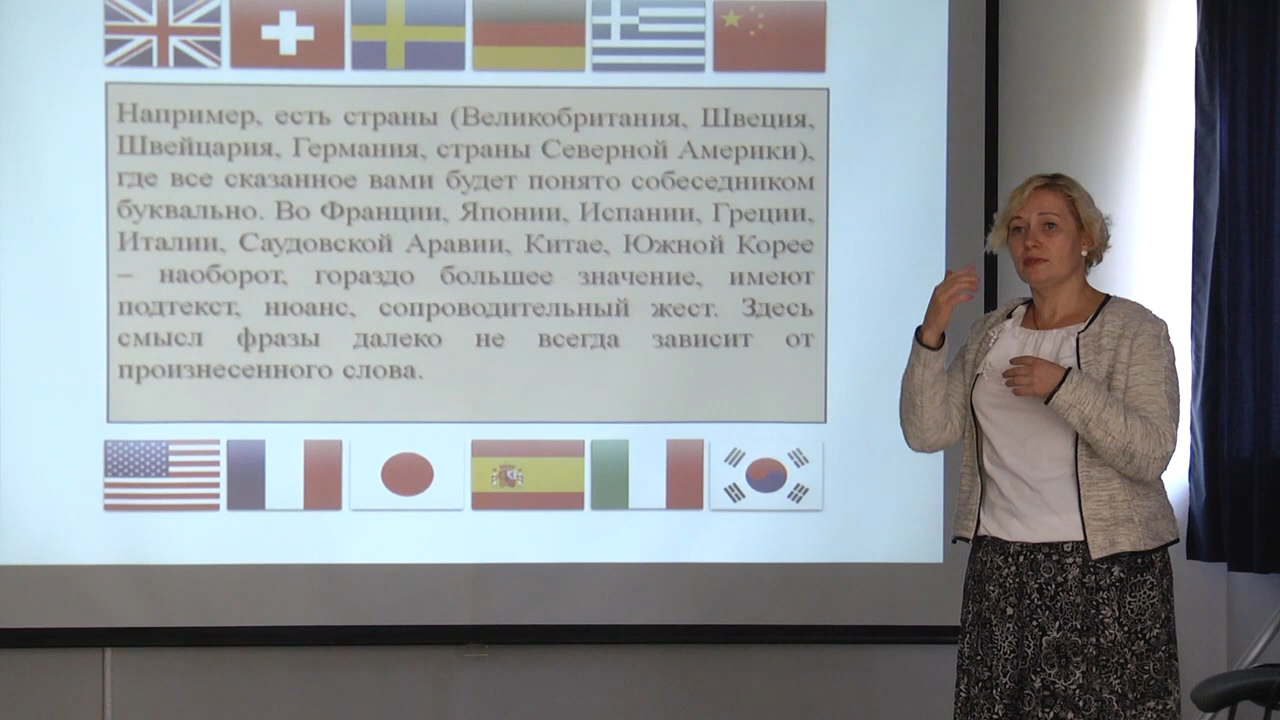 Например, есть страны (Великобритания, Швеция,
Швейцария, Германия, страны Северной Америки),
где все сказанное вами будет понято собеседником
буквально. Во Франции, Японии, Испании, Греции,
Италии, Саудовской Аравии, Китае, Южной Корее
– наоборот, гораздо большее значение, имеют
подтекст, нюанс, сопроводительный жест. Здесь
смысл фразы далеко не всегда зависит от
произнесенного слова.